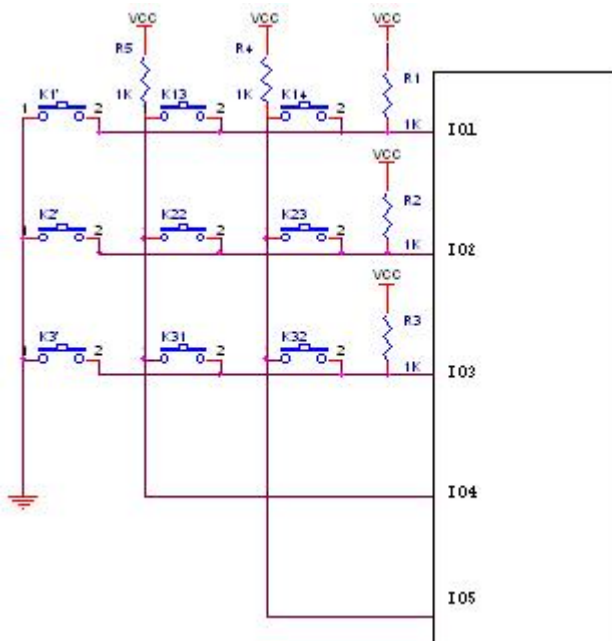 VCC VCC VCC
R5 R4 R1
K1' 1K K13 1K K14
1 2 2 2 1K IO1
VCC
R2
K2' K22 K23
1 2 2 2 1K IO2
VCC
R3
K3' K31 K32
1 2 2 2 1K IO3
IO4
IO5